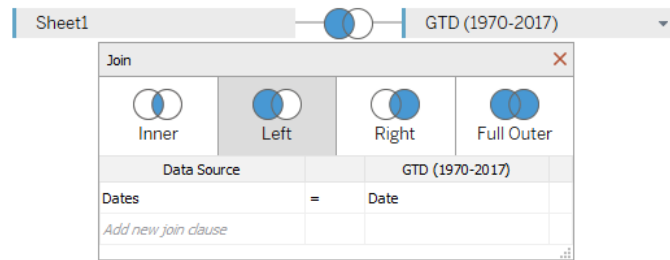 Sheet1 GTD (1970-2017)
Join
Inner Left Right Full Outer
Data Source GTD (1970-2017)
Dates = Date
Add new join clause